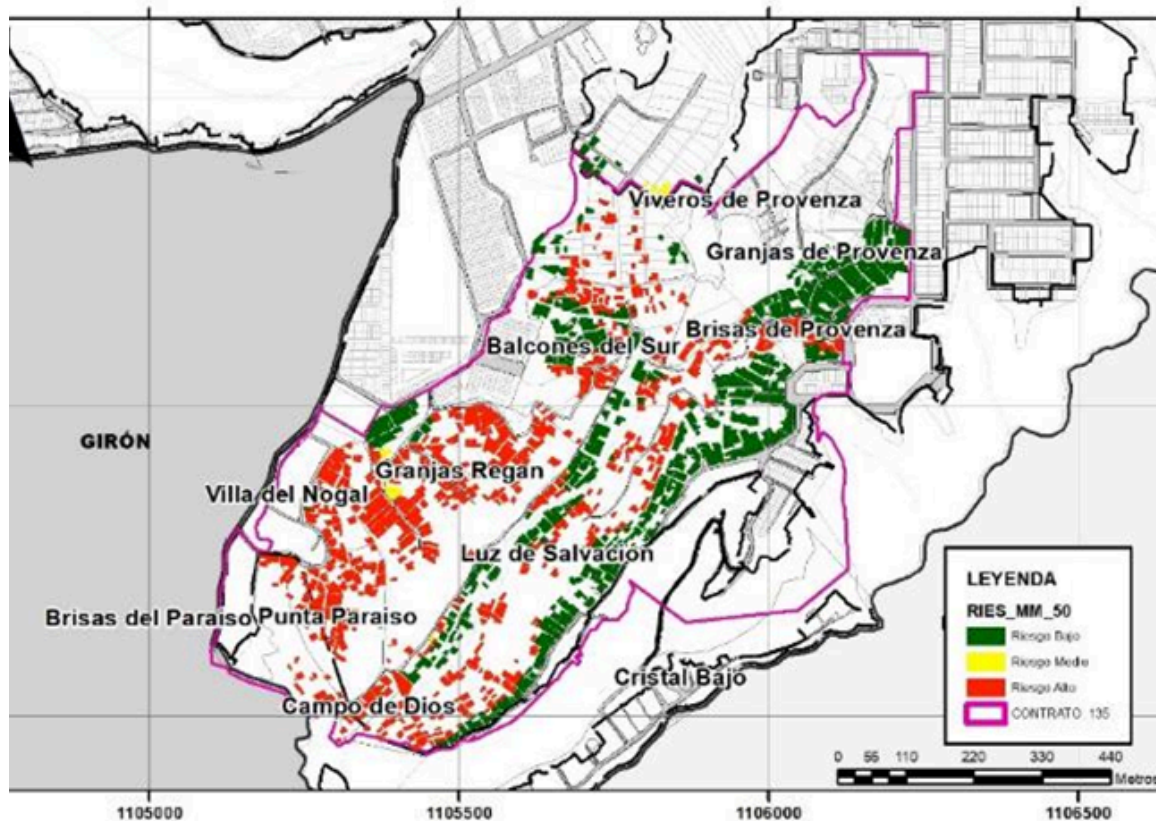 Viveros de Provenza
Granjas de Provenza
Brisas de Provenza
Balcones del Sur
GIRÓN
Granjas Regan
Villa del Nogal
Luz de Salvación
Brisas del Paraiso
Punta Paraiso
Cristal Bajo
Campo de Dios
LEYENDA
RIES_MM_50
Riesgo Bajo
Riesgo Medio
Riesgo Alto
CONTRATO 135
0 55 110 220 330 440
Metros
1105000 1105500 1106000 1106500